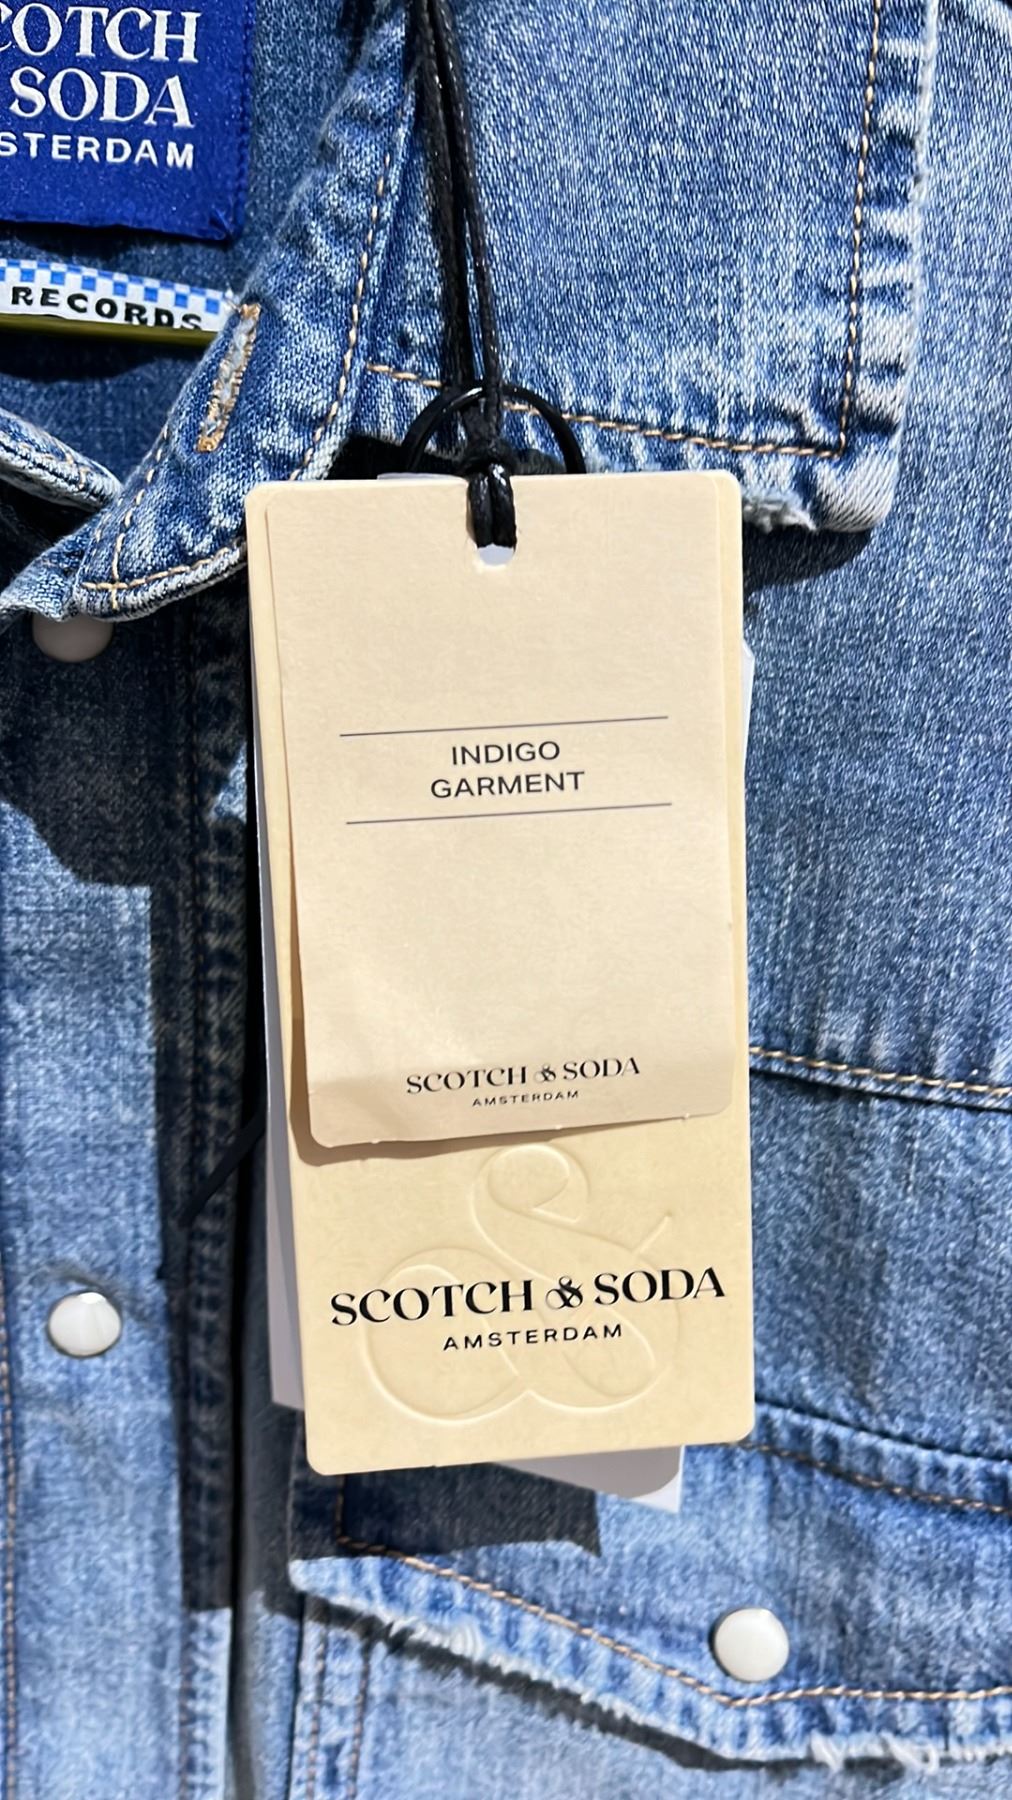 COTCH
SODA
STERDAM
RECORDS
INDIGO
GARMENT
SCOTCH & SODA
AMSTERDAM
SCOTCH & SODA
AMSTERDAM